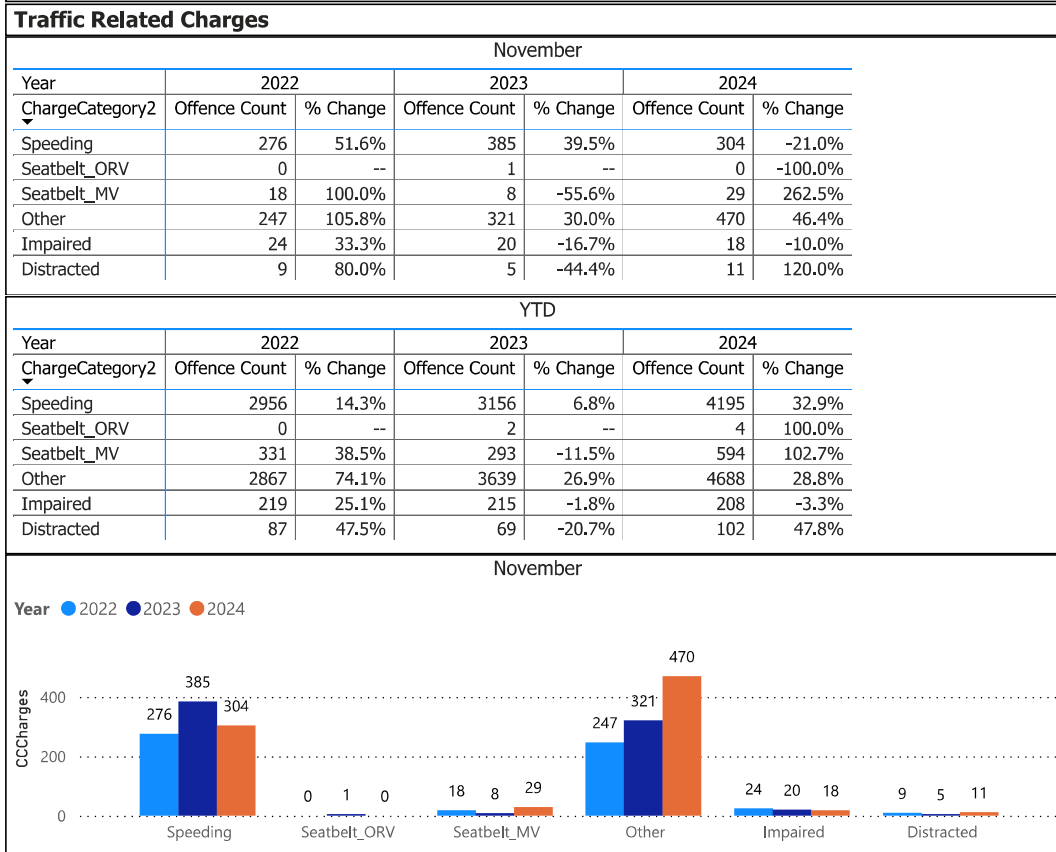 Traffic Related Charges
November
Year 2022 2023 2024
ChargeCategory2 Offence Count % Change Offence Count % Change Offence Count % Change
Speeding 276 51.6% 385 39.5% 304 -21.0%
Seatbelt_ORV 0 -- 1 -- 0 -100.0%
Seatbelt_MV 18 100.0% 8 -55.6% 29 262.5%
Other 247 105.8% 321 30.0% 470 46.4%
Impaired 24 33.3% 20 -16.7% 18 -10.0%
Distracted 9 80.0% 5 -44.4% 11 120.0%
YTD
Year 2022 2023 2024
ChargeCategory2 Offence Count % Change Offence Count % Change Offence Count % Change
Speeding 2956 14.3% 3156 6.8% 4195 32.9%
Seatbelt_ORV 0 -- 2 -- 4 100.0%
Seatbelt_MV 331 38.5% 293 -11.5% 594 102.7%
Other 2867 74.1% 3639 26.9% 4688 28.8%
Impaired 219 25.1% 215 -1.8% 208 -3.3%
Distracted 87 47.5% 69 -20.7% 102 47.8%
November
Year 2022 2023 2024
CCCharges
400
200
0
276 385 304
0 1 0
18 8 29
247 321 470
24 20 18
9 5 11
Speeding Seatbelt_ORV Seatbelt_MV Other Impaired Distracted